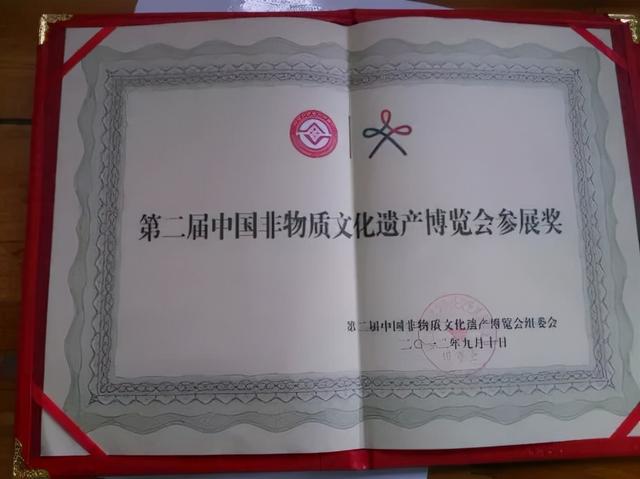 第二届中国非物质文化遗产博览会参展奖
第二届中国非物质文化遗产博览会组委会
二〇一二年九月十日